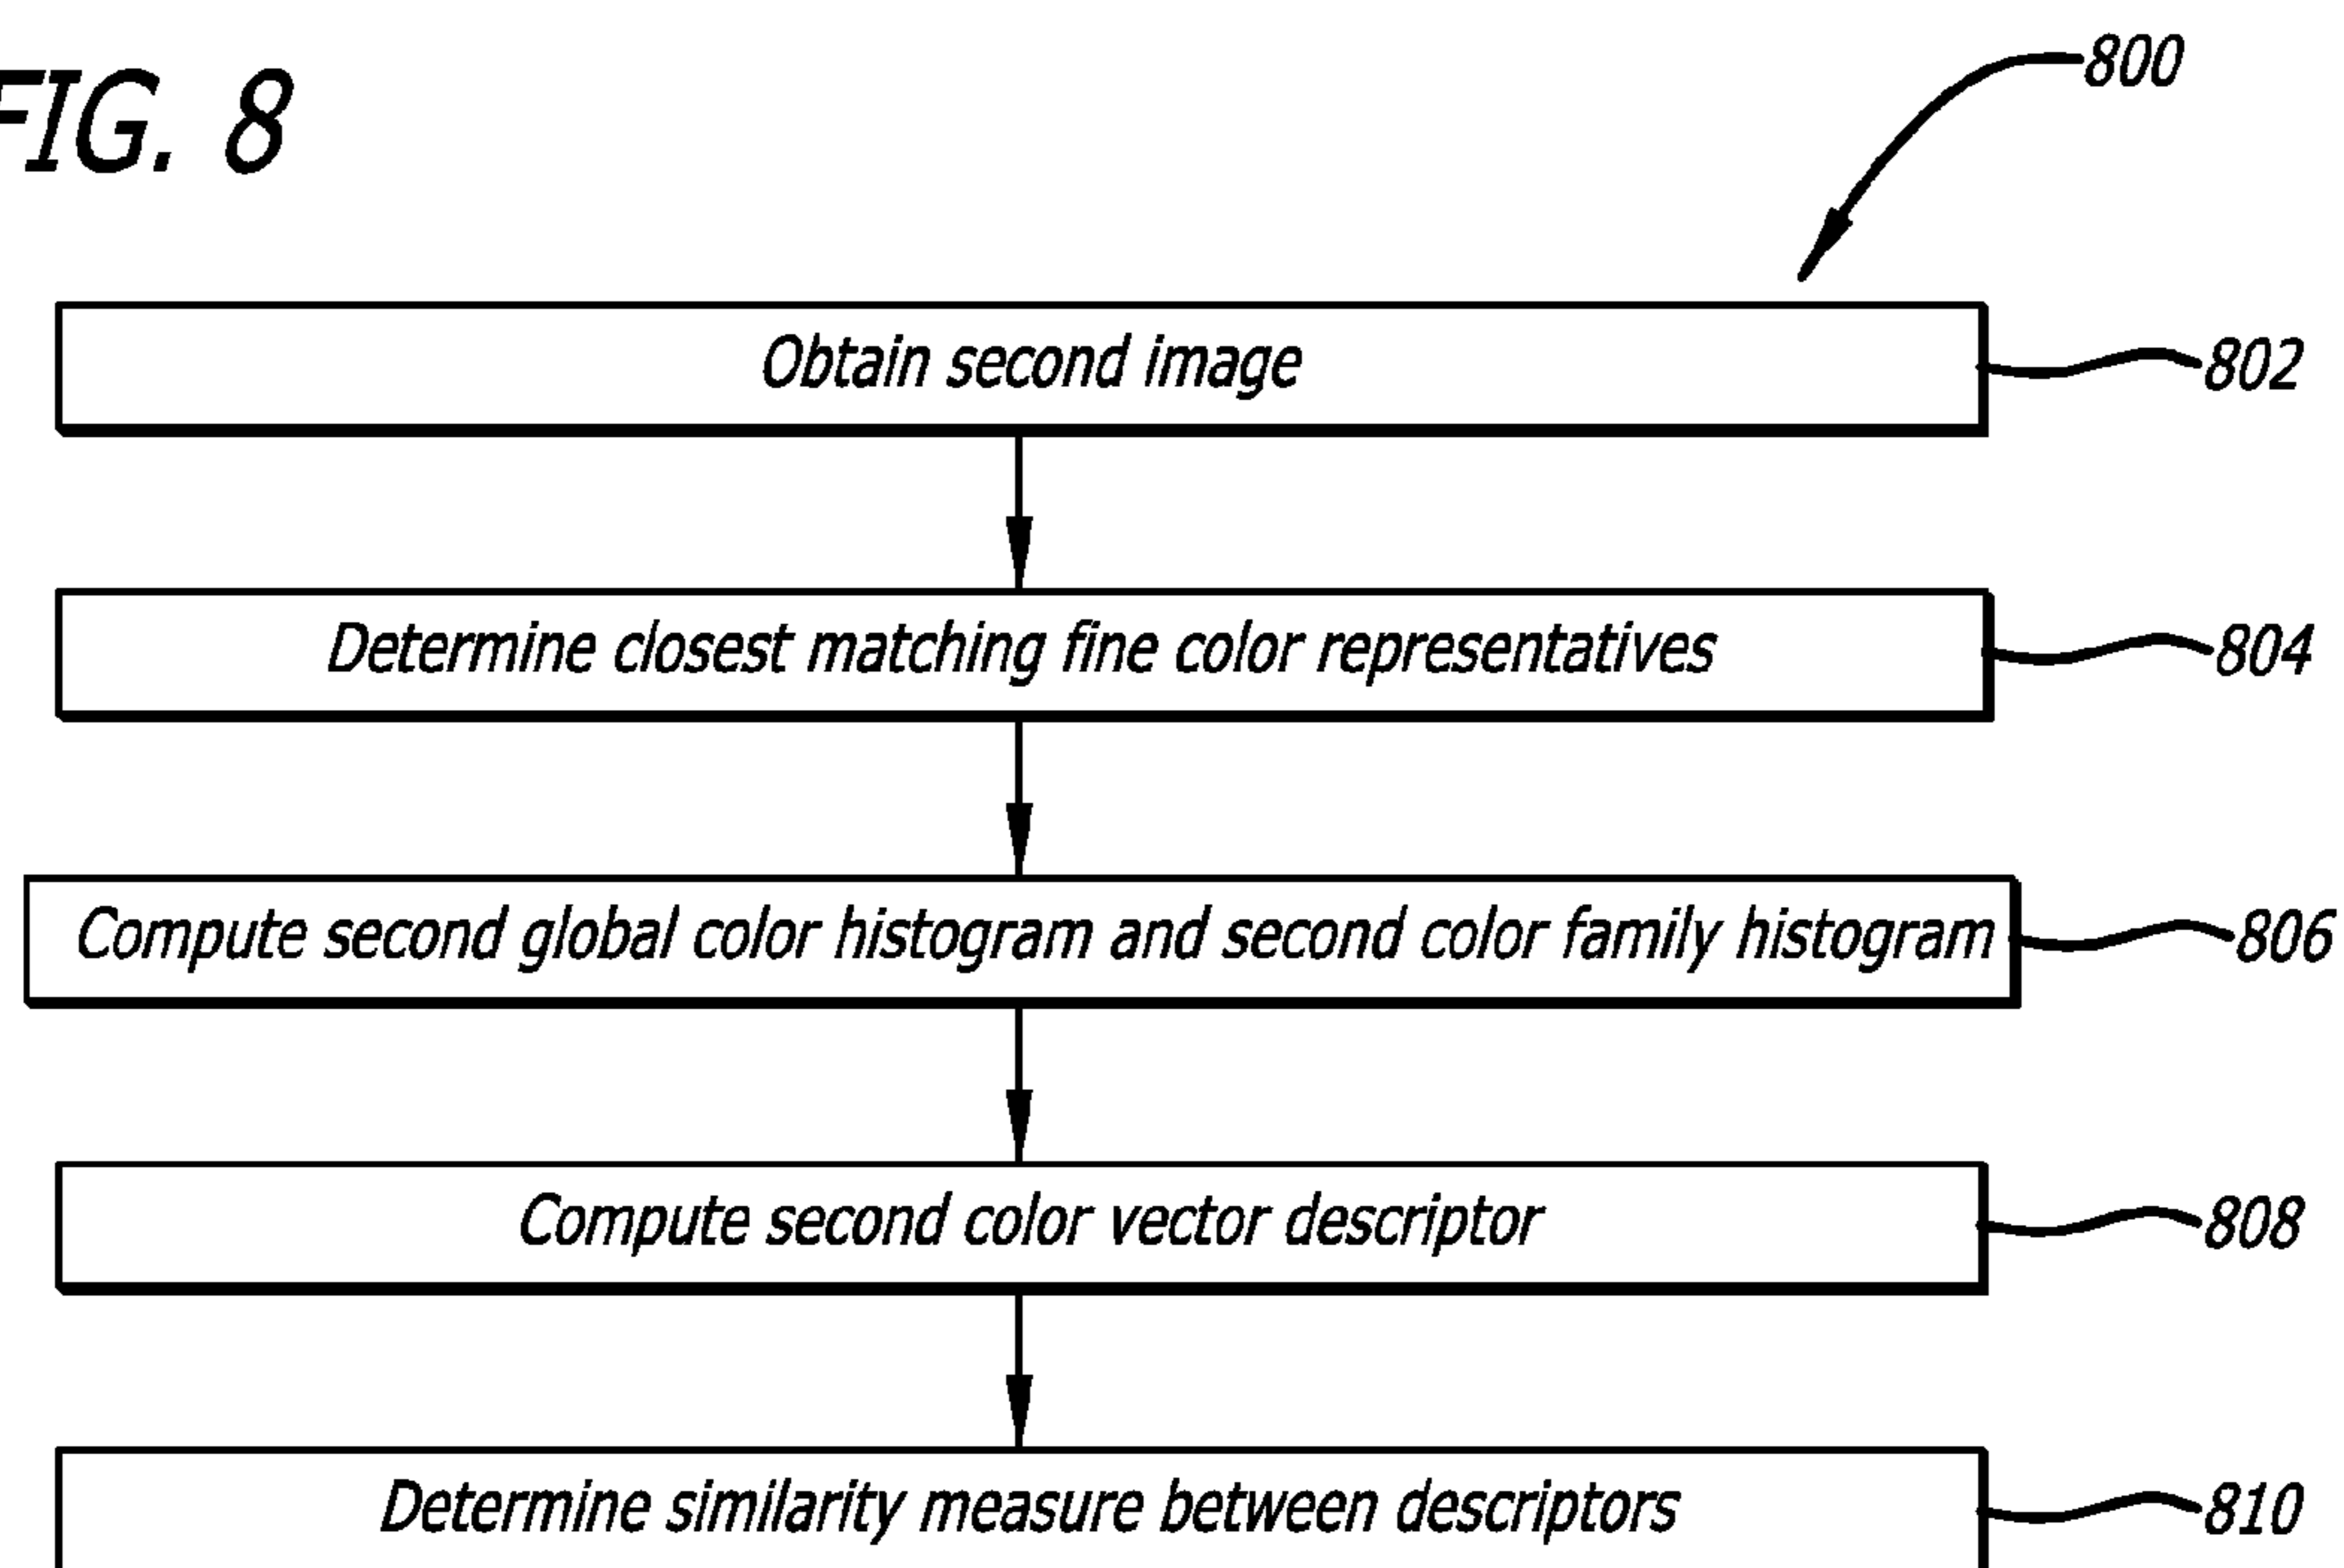 FIG. 8
800
Obtain second image
802
Determine closest matching fine color representatives
804
Compute second global color histogram and second color family histogram
806
Compute second color vector descriptor
808
Determine similarity measure between descriptors
810